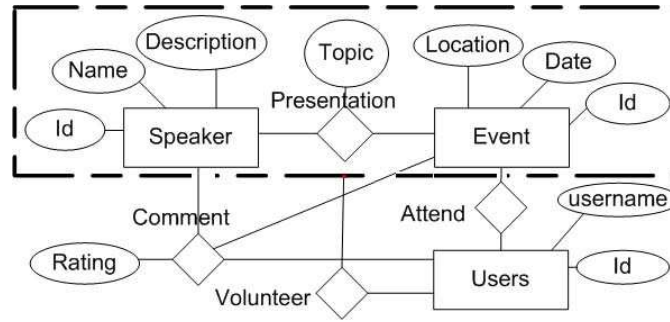 Description
Topic
Location
Name
Date
Presentation
Id
Id
Speaker
Event
Comment
Attend
username
Rating
Users
Id
Volunteer